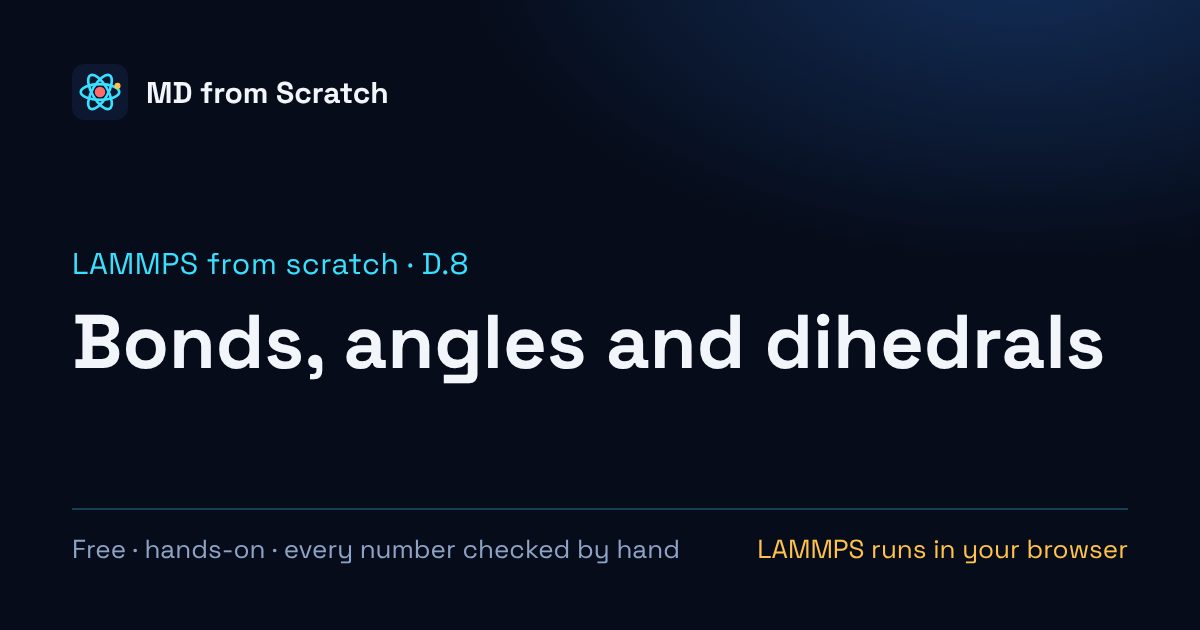 MD from Scratch
LAMMPS from scratch · D.8
Bonds, angles and dihedrals
Free · hands-on · every number checked by hand
LAMMPS runs in your browser